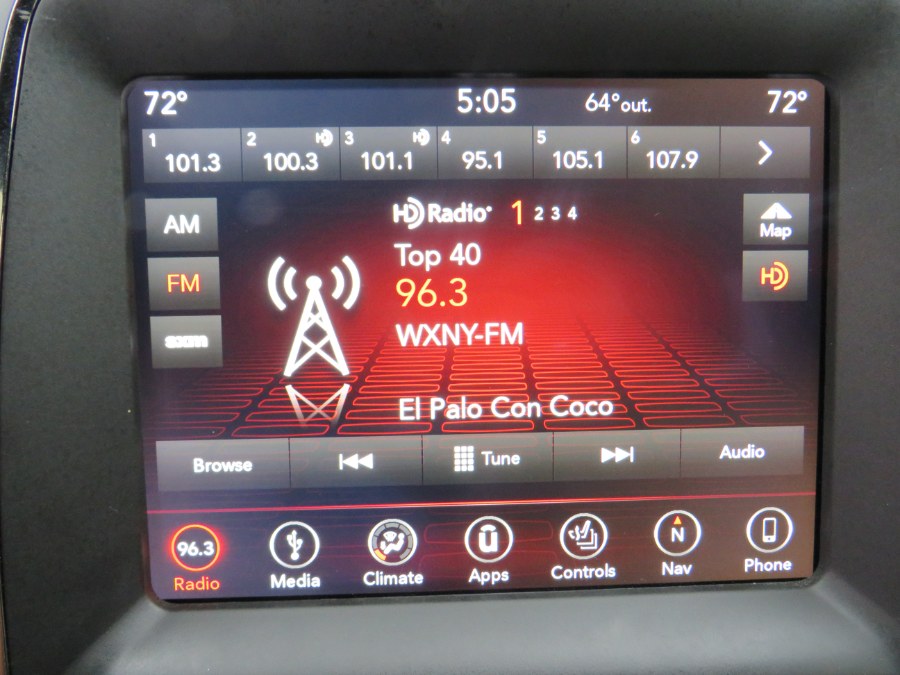 72° 5:05 64°out. 72°
1 101.3 2 HD 100.3 3 HD 101.1 4 95.1 5 105.1 6 107.9
AM
FM
sxm
HD Radio 1 2 3 4
Top 40
96.3
WXNY-FM
El Palo Con Coco
Map
HD
Browse Tune Audio
96.3 N
Radio Media Climate Apps Controls Nav Phone